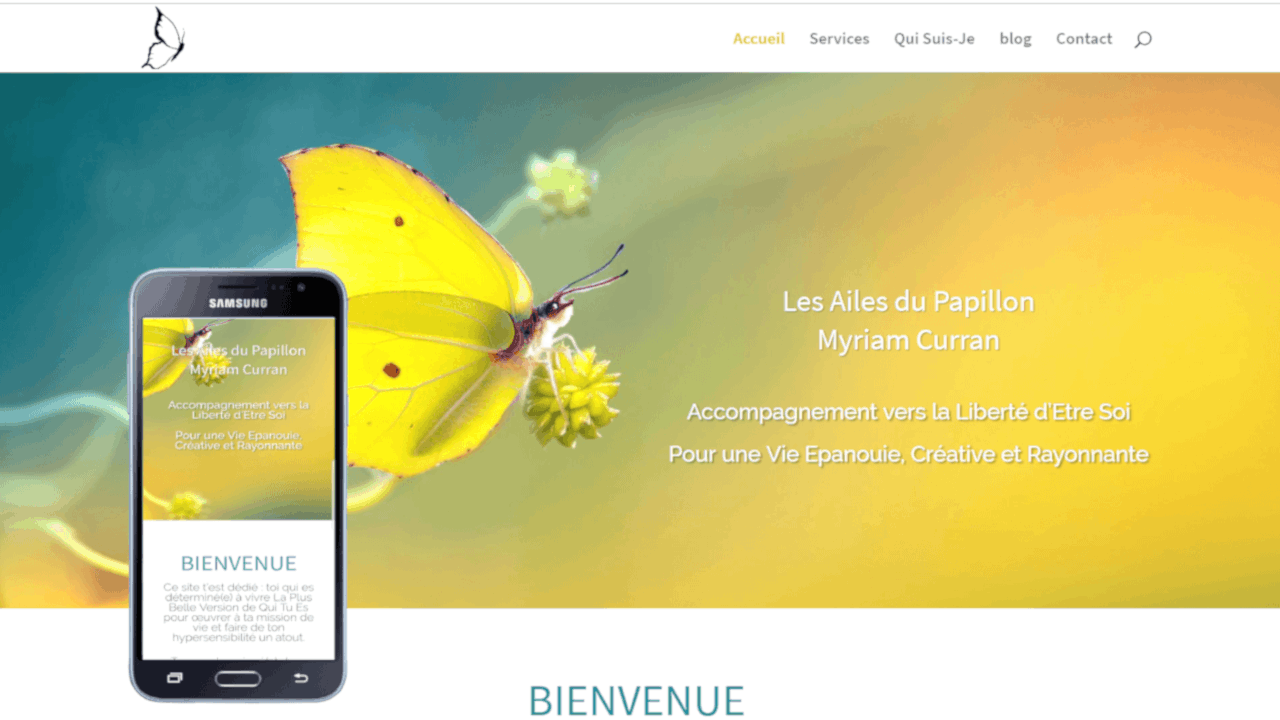 Accueil Services Qui Suis-Je blog Contact
Les Ailes du Papillon
Myriam Curran
Accompagnement vers la Liberté d'Etre Soi
Pour une Vie Epanouie, Créative et Rayonnante
SAMSUNG
Les Ailes du Papillon
Myriam Curran
Accompagnement vers la
Liberté d'Etre Soi
Pour une Vie Epanouie,
Créative et Rayonnante
BIENVENUE
Ce site t'est dédié : toi qui es
déterminé(e) à vivre La Plus
Belle Version de Qui Tu Es
pour œuvrer à ta mission de
vie et faire de ton
hypersensibilité un atout.
BIENVENUE